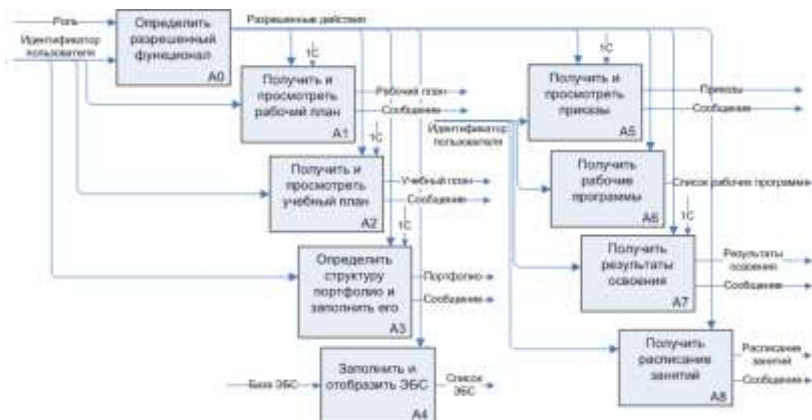 Роль
Идентификатор
пользователя
Определить
разрешенный
функционал
A0
Разрешенные действия
1С
Получить и
просмотреть
рабочий план
A1
Рабочий план
Сообщение
1С
Получить и
просмотреть
учебный план
A2
Учебный план
Сообщение
1С
Определить
структуру
портфолио и
заполнить его
A3
Портфолио
Сообщение
База ЭБС
Заполнить и
отобразить ЭБС
A4
Список
ЭБС
1С
Идентификатор
пользователя
Получить и
просмотреть
приказы
A5
Приказы
Сообщение
Получить
рабочие
программы
A6
Список рабочие программе
1С
Получить
результаты
освоения
A7
Результаты
освоения
Сообщение
Получить
расписание
занятий
A8
Расписание
занятий
Сообщение